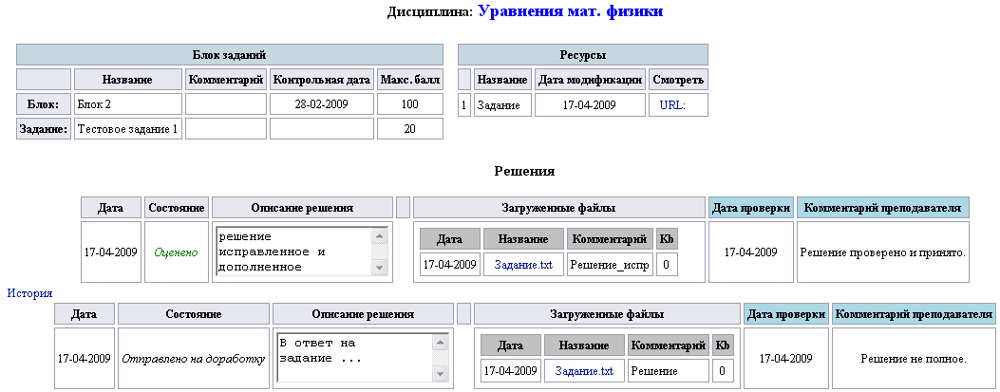 Дисциплина: Уравнения мат. физики
Блок заданий
Название Комментарий Контрольная дата Макс. балл
Блок: Блок 2 28-02-2009 100
Задание: Тестовое задание 1 20
Ресурсы
Название Дата модификации Смотреть
1 Задание 17-04-2009 URL:
Решения
Дата Состояние Описание решения Загруженные файлы Дата проверки Комментарий преподавателя
17-04-2009 Оценено
решение
исправленное и
дополненное
Дата Название Комментарий Kb
17-04-2009 Задание.txt Решение_испр 0
17-04-2009 Решение проверено и принято.
История
Дата Состояние Описание решения Загруженные файлы Дата проверки Комментарий преподавателя
17-04-2009 Отправлено на доработку
В ответ на
задание ...
Дата Название Комментарий Kb
17-04-2009 Задание.txt Решение 0
17-04-2009 Решение не полное.